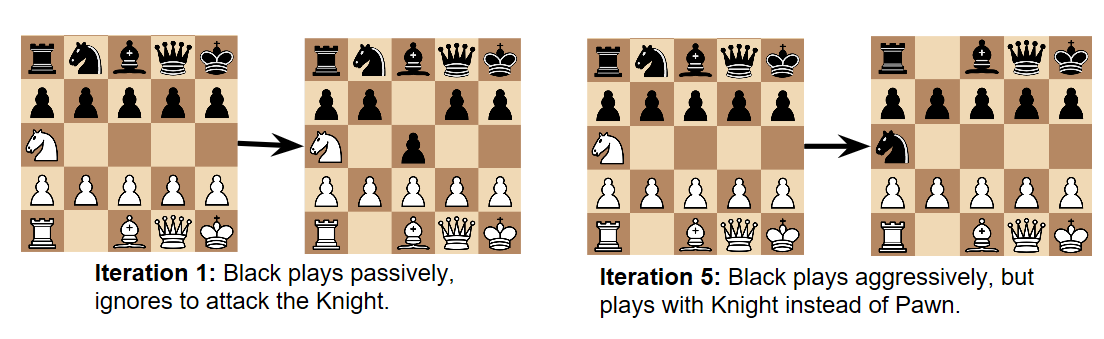 Iteration 1: Black plays passively,
ignores to attack the Knight.
Iteration 5: Black plays aggressively, but
plays with Knight instead of Pawn.